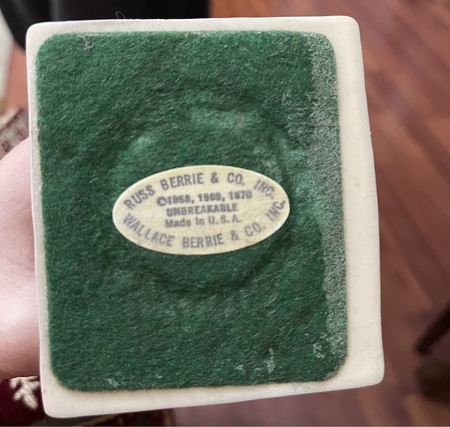 RUSS BERRIE & CO. INC.
©1968, 1969, 1970
UNBREAKABLE
Made in U.S.A.
WALLACE BERRIE & CO. INC.